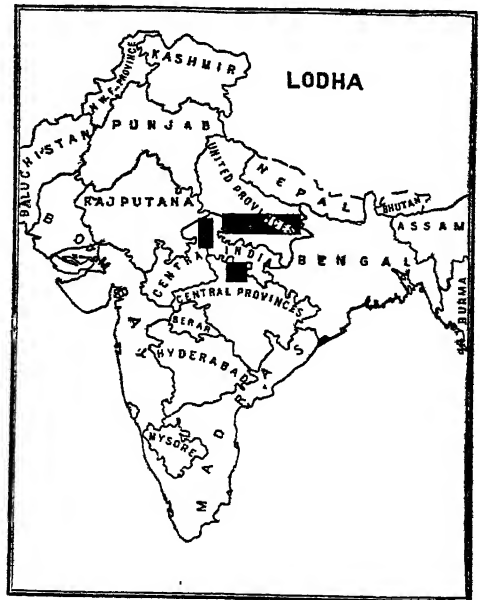 LODHA
KASHMIR
N.W.F. PROVINCE
PUNJAB
BALUCHISTAN
UNITED PROVINCES
NEPAL
BHUTAN
RAJPUTANA
ASSAM
BOMBAY
CENTRAL INDIA
BENGAL
BURMA
CENTRAL PROVINCES
BERAR
HYDERABAD
MADRAS
MYSORE